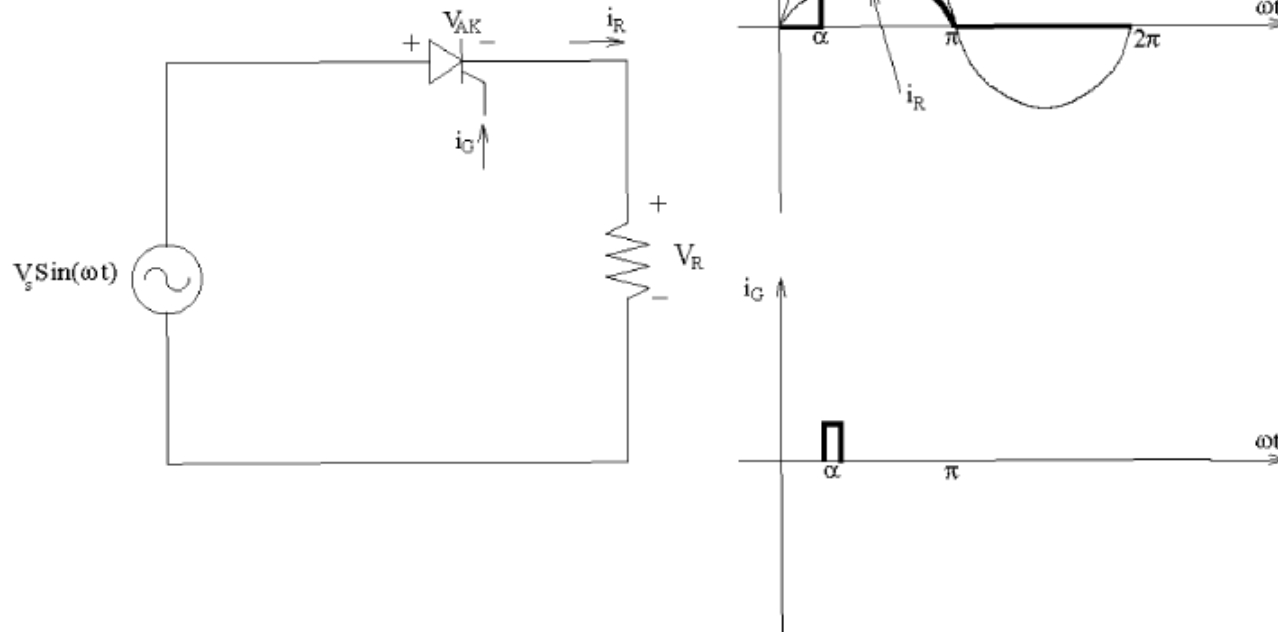 V_AK
+ − i_R
i_G
+
V_R
−
V_sSin(ωt)
ωt
α π 2π
i_R
i_G
ωt
α π